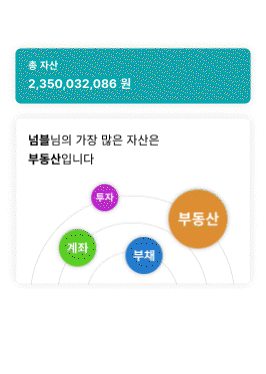 총 자산
2,350,032,086 원
넘블님의 가장 많은 자산은
부동산입니다
투자
부동산
계좌
부채